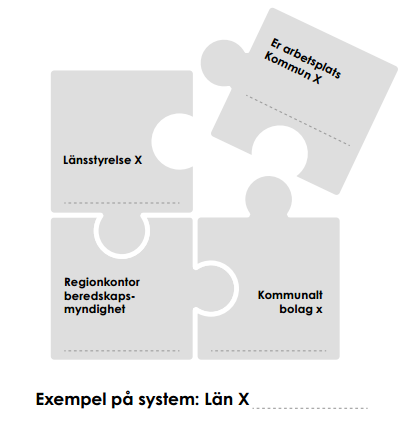 Er arbetsplats
Kommun X
Länsstyrelse X
Regionkontor
beredskaps-
myndighet
Kommunalt
bolag x
Exempel på system: Län X